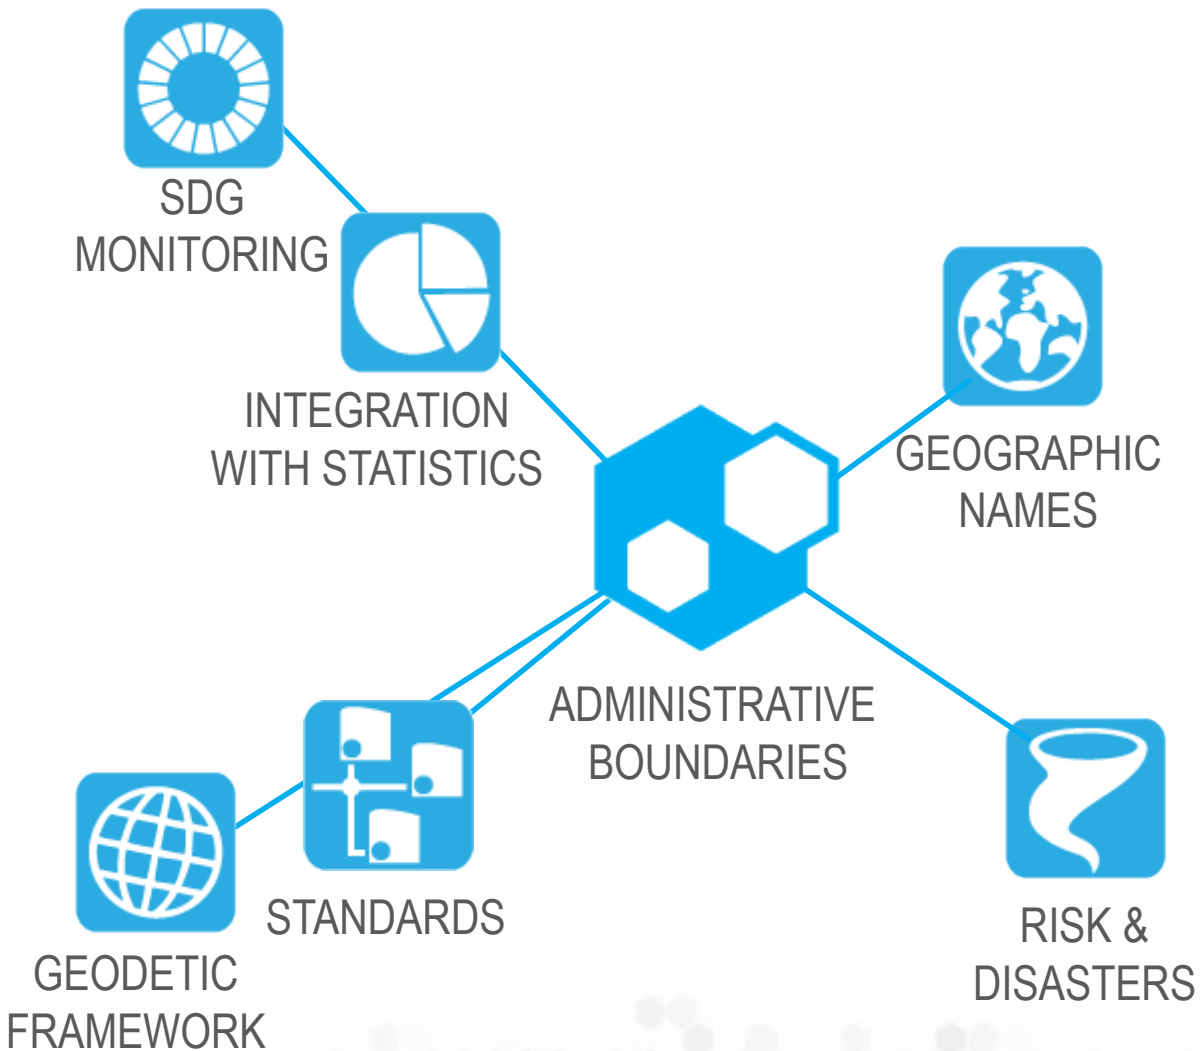 SDG
MONITORING
INTEGRATION
WITH STATISTICS
GEOGRAPHIC
NAMES
ADMINISTRATIVE
BOUNDARIES
STANDARDS
GEODETIC
FRAMEWORK
RISK &
DISASTERS